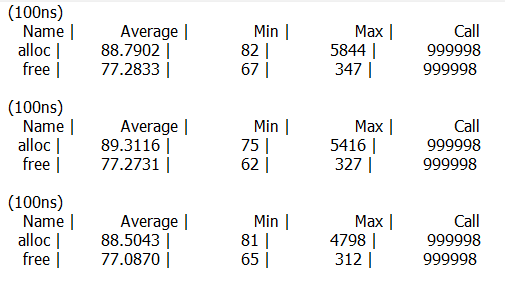 (100ns)
Name | Average | Min | Max | Call
alloc | 88.7902 | 82 | 5844 | 999998
free | 77.2833 | 67 | 347 | 999998
(100ns)
Name | Average | Min | Max | Call
alloc | 89.3116 | 75 | 5416 | 999998
free | 77.2731 | 62 | 327 | 999998
(100ns)
Name | Average | Min | Max | Call
alloc | 88.5043 | 81 | 4798 | 999998
free | 77.0870 | 65 | 312 | 999998